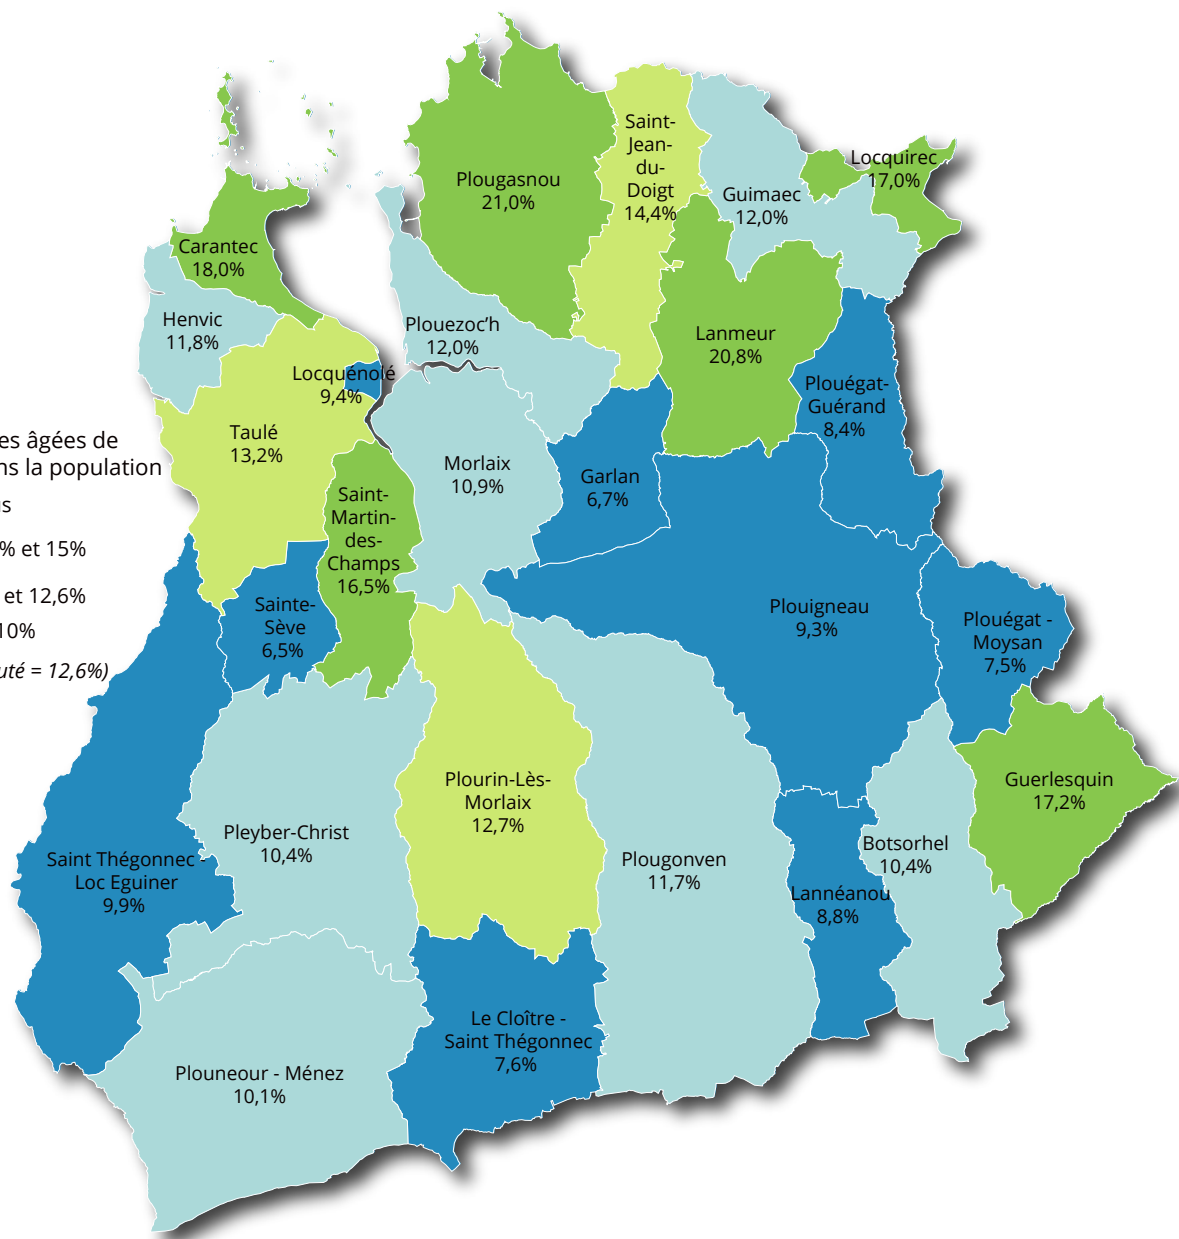 Saint-
Jean-
du-
Doigt
14,4%
Plougasnou
21,0%
Locquirec
17,0%
Guimaec
12,0%
Carantec
18,0%
Henvic
11,8%
Plouezoc'h
12,0%
Lanmeur
20,8%
Locquénolé
9,4%
Plouégat-
Guérand
8,4%
Taulé
13,2%
es âgées de
ns la population
us
% et 15%
et 12,6%
10%
uté = 12,6%)
Morlaix
10,9%
Garlan
6,7%
Saint-
Martin-
des-
Champs
16,5%
Sainte-
Sève
6,5%
Plouigneau
9,3%
Plouégat -
Moysan
7,5%
Guerlesquin
17,2%
Plourin-Lès-
Morlaix
12,7%
Pleyber-Christ
10,4%
Saint Thégonnec -
Loc Eguiner
9,9%
Plougonven
11,7%
Botsorhel
10,4%
Lannéanou
8,8%
Le Cloître -
Saint Thégonnec
7,6%
Plouneour - Ménez
10,1%